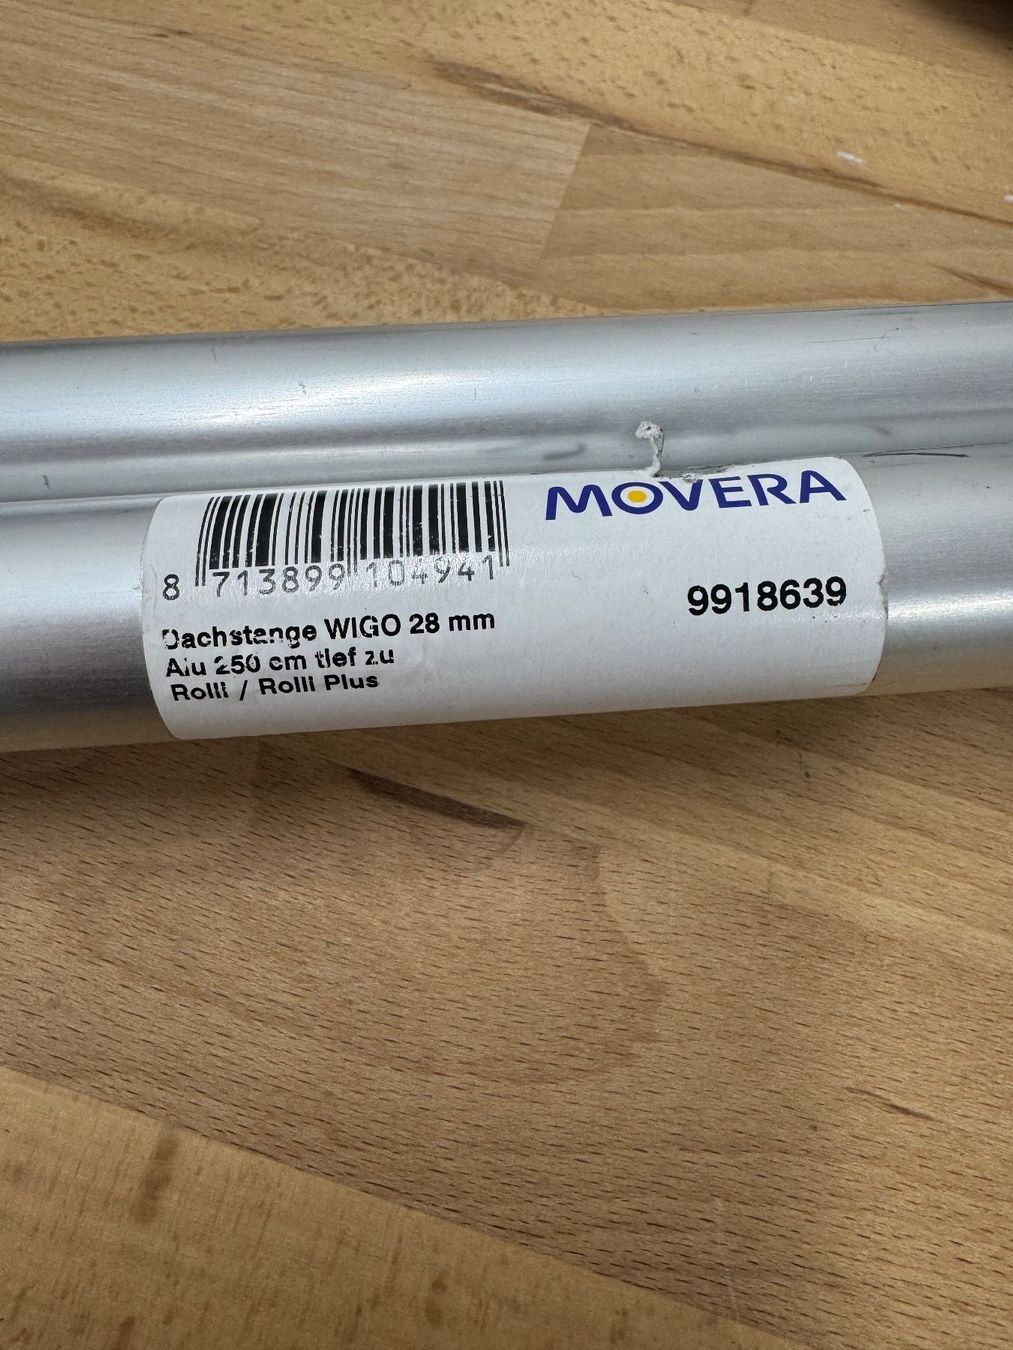 MOVERA
8 713899 104941
9918639
Dachstange WIGO 28 mm
Alu 250 cm tief zu
Rolli / Rolli Plus